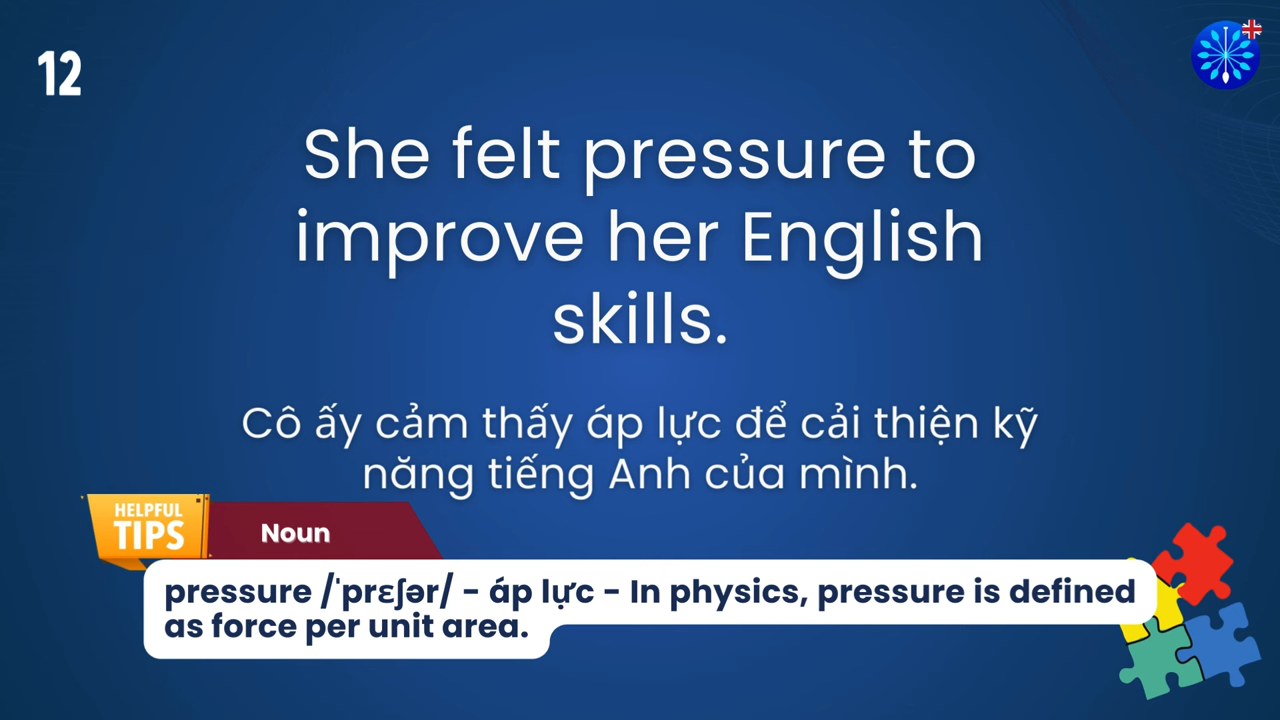 12
She felt pressure to
improve her English
skills.
Cô ấy cảm thấy áp lực để cải thiện kỹ
năng tiếng Anh của mình.
HELPFUL
TIPS
Noun
pressure /ˈprɛʃər/ - áp lực - In physics, pressure is defined
as force per unit area.